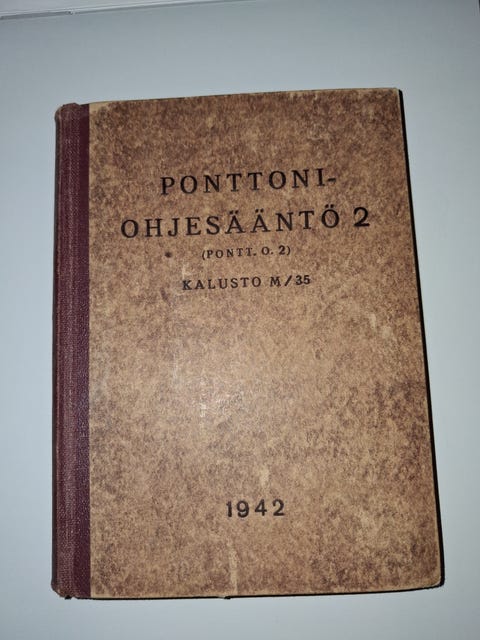 PONTTONI-
OHJESÄÄNTÖ 2
(PONTT. O. 2)
KALUSTO M/35
1942